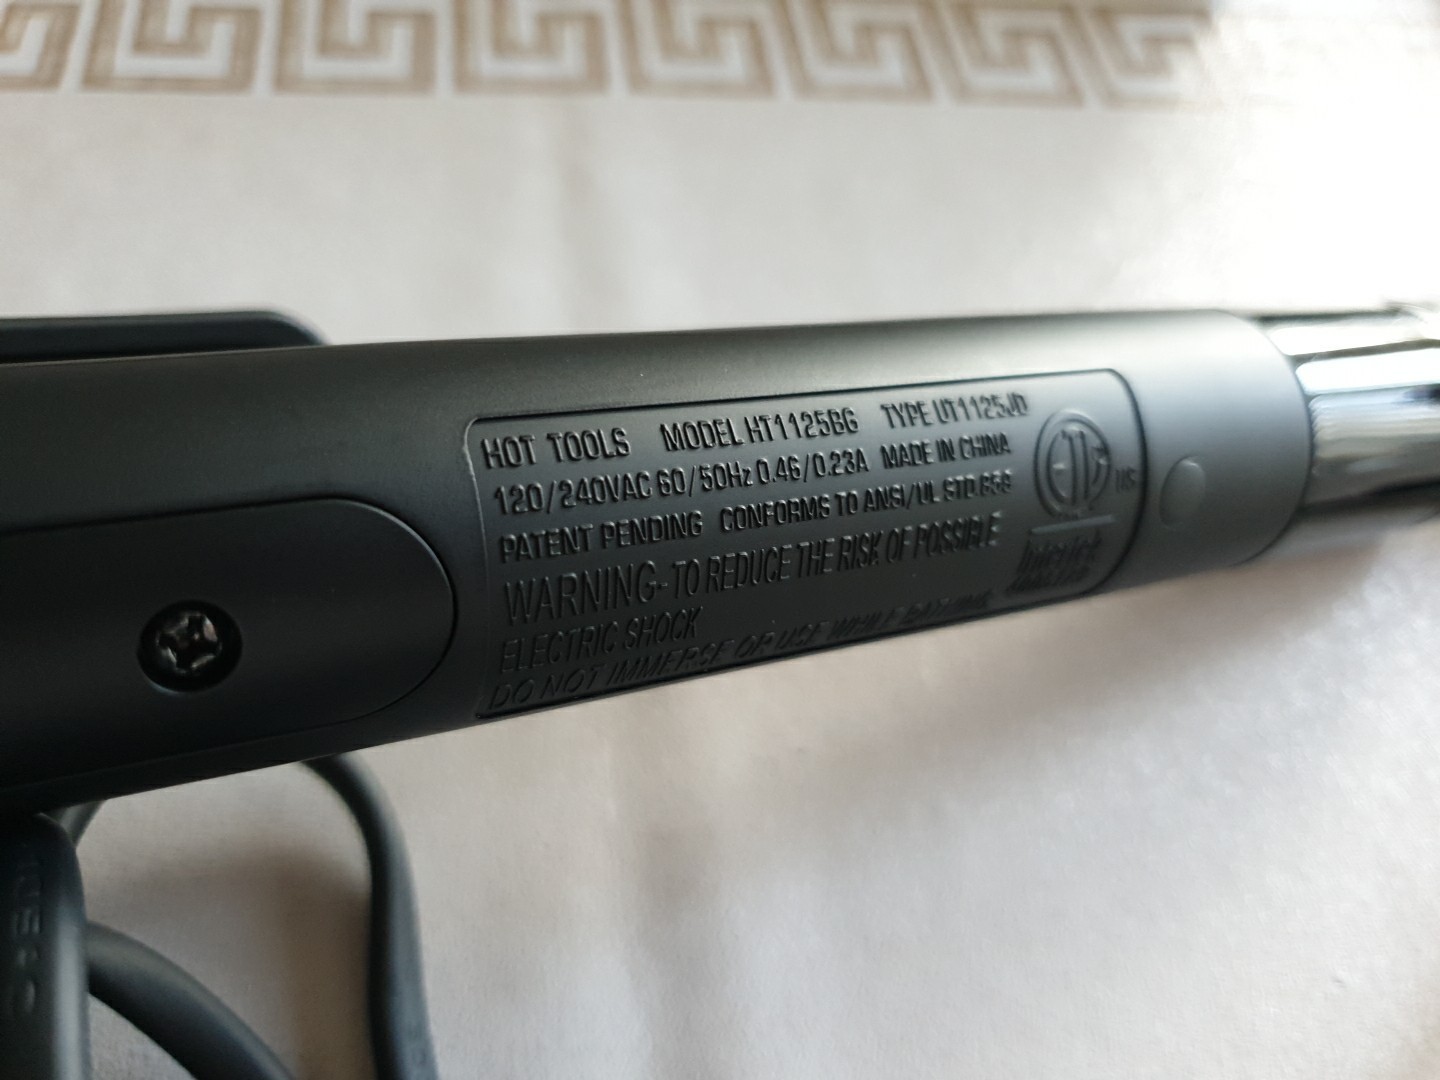 HOT TOOLS MODEL HT1125BG TYPE UT1125JD
120/240VAC 60/50Hz 0.46/0.23A MADE IN CHINA
PATENT PENDING CONFORMS TO ANSI/UL STD.859
WARNING- TO REDUCE THE RISK OF POSSIBLE
ELECTRIC SHOCK
DO NOT IMMERSE OR USE WHILE BATHING
ETL
US
Intertek